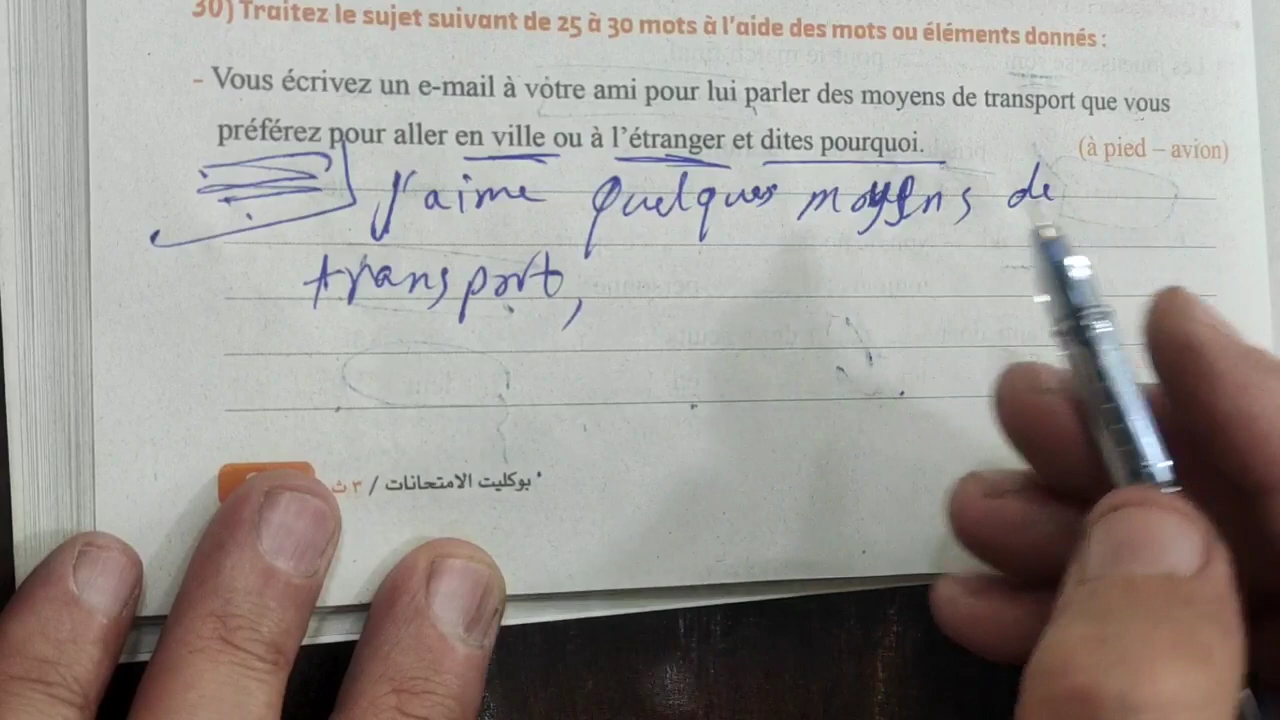 30) Traitez le sujet suivant de 25 à 30 mots à l'aide des mots ou éléments donnés :
- Vous écrivez un e-mail à votre ami pour lui parler des moyens de transport que vous
préférez pour aller en ville ou à l'étranger et dites pourquoi. (à pied – avion)
J'aime quelques moyens de
transport,
بوكليت الامتحانات / ٣ ث